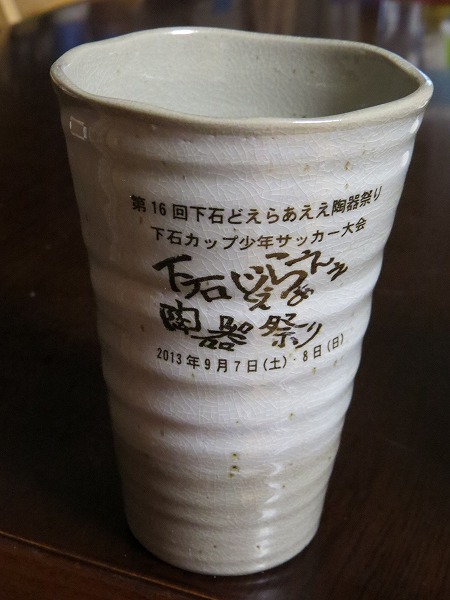 第16回下石どえらあええ陶器祭り
下石カップ少年サッカー大会
下石どえらあええ
陶器祭り
2013年9月7日(土)・8日(日)